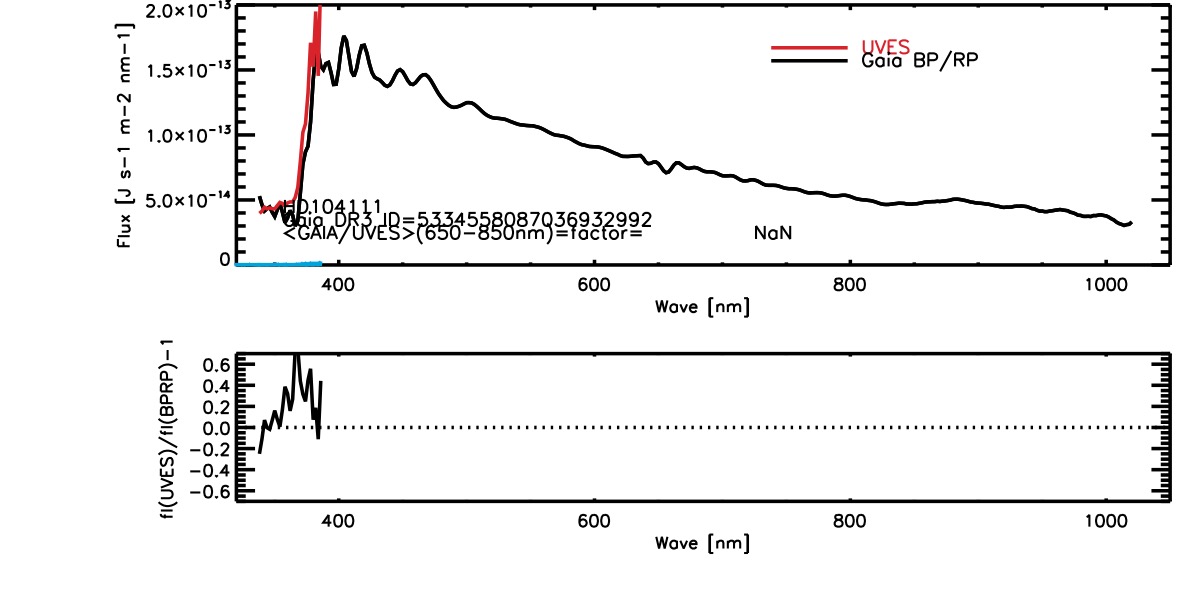 2.0×10−13
1.5×10−13
1.0×10−13
5.0×10−14
0
Flux [J s−1 m−2 nm−1]
UVES
Gaia BP/RP
HD104111
Gaia DR3 ID=5334558087036932992
<GAIA/UVES>(650−850nm)=factor= NaN
400 600 800 1000
Wave [nm]
fl(UVES)/fl(BPRP)−1
0.6
0.4
0.2
0.0
−0.2
−0.4
−0.6
400 600 800 1000
Wave [nm]